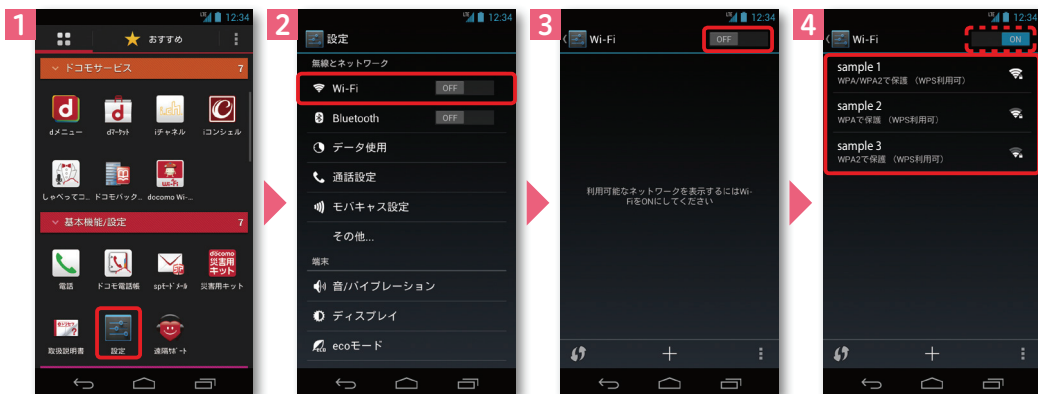 1
LTE 12:34
おすすめ
ドコモサービス 7
dメニュー dマーケット iチャネル iコンシェル
しゃべってコ... ドコモバック... docomo Wi-...
基本機能/設定 7
docomo
災害用
キット
電話 ドコモ電話帳 spモードメール 災害用キット
取扱説明書 設定 遠隔サポート
2
LTE 12:34
設定
無線とネットワーク
Wi-Fi OFF
Bluetooth OFF
データ使用
通話設定
モバキャス設定
その他...
端末
音/バイブレーション
ディスプレイ
eco ecoモード
3
LTE 12:34
Wi-Fi OFF
利用可能なネットワークを表示するにはWi-
FiをONにしてください
4
LTE 12:34
Wi-Fi ON
sample 1
WPA/WPA2で保護 （WPS利用可）
sample 2
WPAで保護 （WPS利用可）
sample 3
WPA2で保護 （WPS利用可）